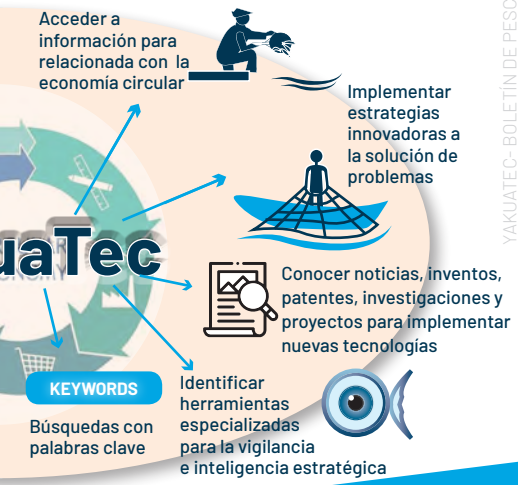 Acceder a
información para
relacionada con la
economía circular
Implementar
estrategias
innovadoras a
la solución de
problemas
uaTec
Conocer noticias, inventos,
patentes, investigaciones y
proyectos para implementar
nuevas tecnologías
KEYWORDS
Búsquedas con
palabras clave
Identificar
herramientas
especializadas
para la vigilancia
e inteligencia estratégica
YAKUATEC- BOLETÍN DE PESC